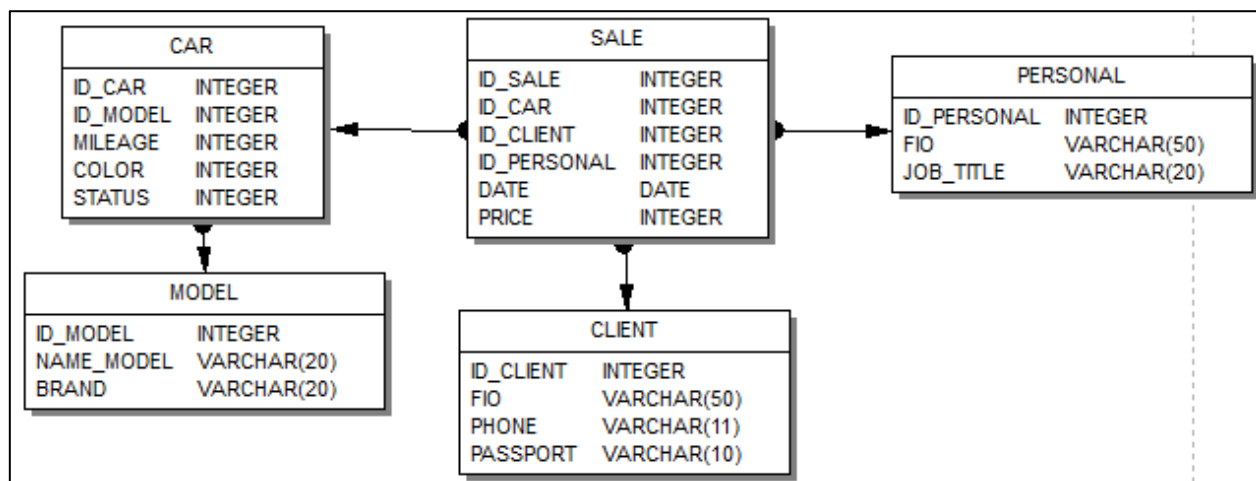 CAR
ID_CAR INTEGER
ID_MODEL INTEGER
MILEAGE INTEGER
COLOR INTEGER
STATUS INTEGER
SALE
ID_SALE INTEGER
ID_CAR INTEGER
ID_CLIENT INTEGER
ID_PERSONAL INTEGER
DATE DATE
PRICE INTEGER
PERSONAL
ID_PERSONAL INTEGER
FIO VARCHAR(50)
JOB_TITLE VARCHAR(20)
MODEL
ID_MODEL INTEGER
NAME_MODEL VARCHAR(20)
BRAND VARCHAR(20)
CLIENT
ID_CLIENT INTEGER
FIO VARCHAR(50)
PHONE VARCHAR(11)
PASSPORT VARCHAR(10)